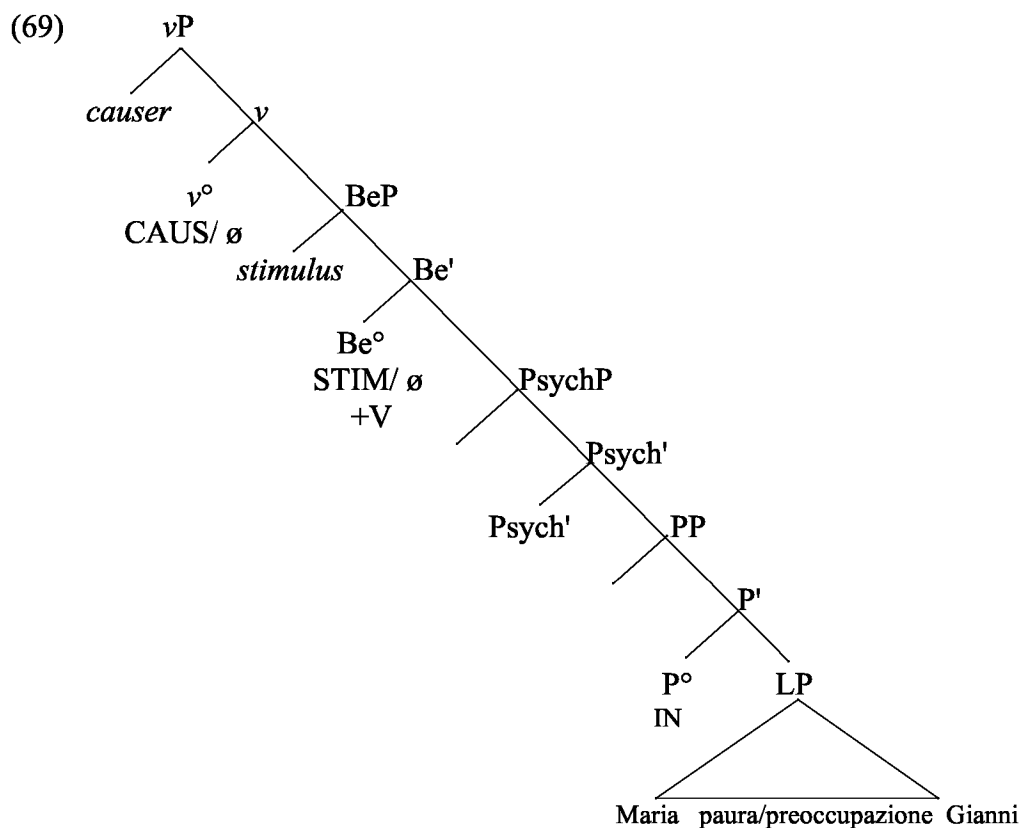 (69) vP
causer v
v°
CAUS/ ø
BeP
stimulus Be'
Be°
STIM/ ø
+V
PsychP
Psych'
Psych' PP
P'
P° LP
IN
Maria paura/preoccupazione Gianni